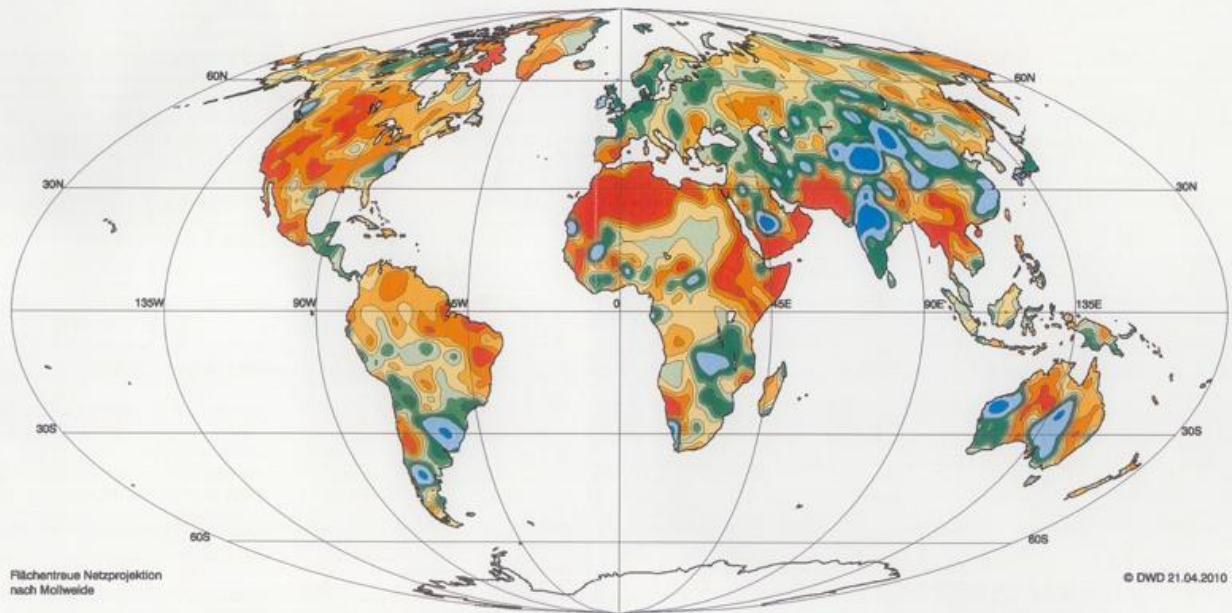 60N
60N
30N
30N
135W
90W
45W
0
45E
90E
135E
30S
30S
60S
60S
Flächentreue Netzprojektion
nach Mollweide
© DWD 21.04.2010